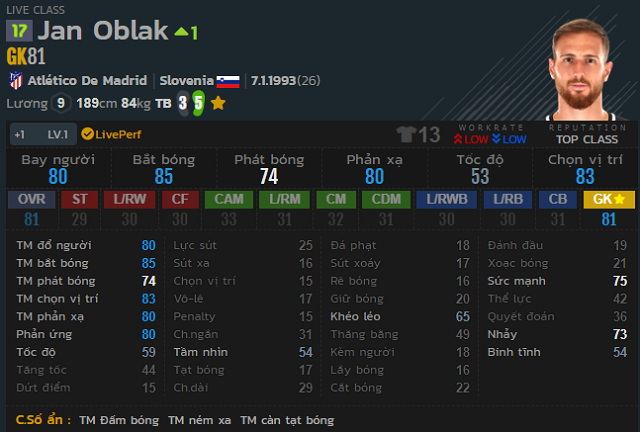 LIVE CLASS
17 Jan Oblak 1
GK81
Atlético De Madrid Slovenia 7.1.1993(26)
Lương 9 189cm 84kg TB 3 5
+1 LV.1 LivePerf 13 WORKRATE LOW LOW REPUTATION TOP CLASS
Bay người Bắt bóng Phát bóng Phản xạ Tốc độ Chọn vị trí
80 85 74 80 53 83
OVR ST L/RW CF CAM L/RM CM CDM L/RWB L/RB CB GK
81 29 30 30 33 31 32 31 30 30 31 81
TM đổ người 80 Lực sút 25 Đá phạt 18 Đánh đầu 19
TM bắt bóng 85 Sút xa 16 Sút xoáy 17 Xoạc bóng 21
TM phát bóng 74 Chọn vị trí 15 Rê bóng 16 Sức mạnh 75
TM chọn vị trí 83 Vô-lê 17 Giữ bóng 20 Thể lực 42
TM phản xạ 80 Penalty 15 Khéo léo 65 Quyết đoán 36
Phản ứng 80 Ch.ngắn 31 Thăng bằng 49 Nhảy 73
Tốc độ 59 Tầm nhìn 54 Kèm người 18 Bình tĩnh 54
Tăng tốc 44 Tạt bóng 17 Lấy bóng 16
Dứt điểm 15 Ch.dài 29 Cắt bóng 22
C.Số ẩn : TM Đấm bóng TM ném xa TM cản tạt bóng